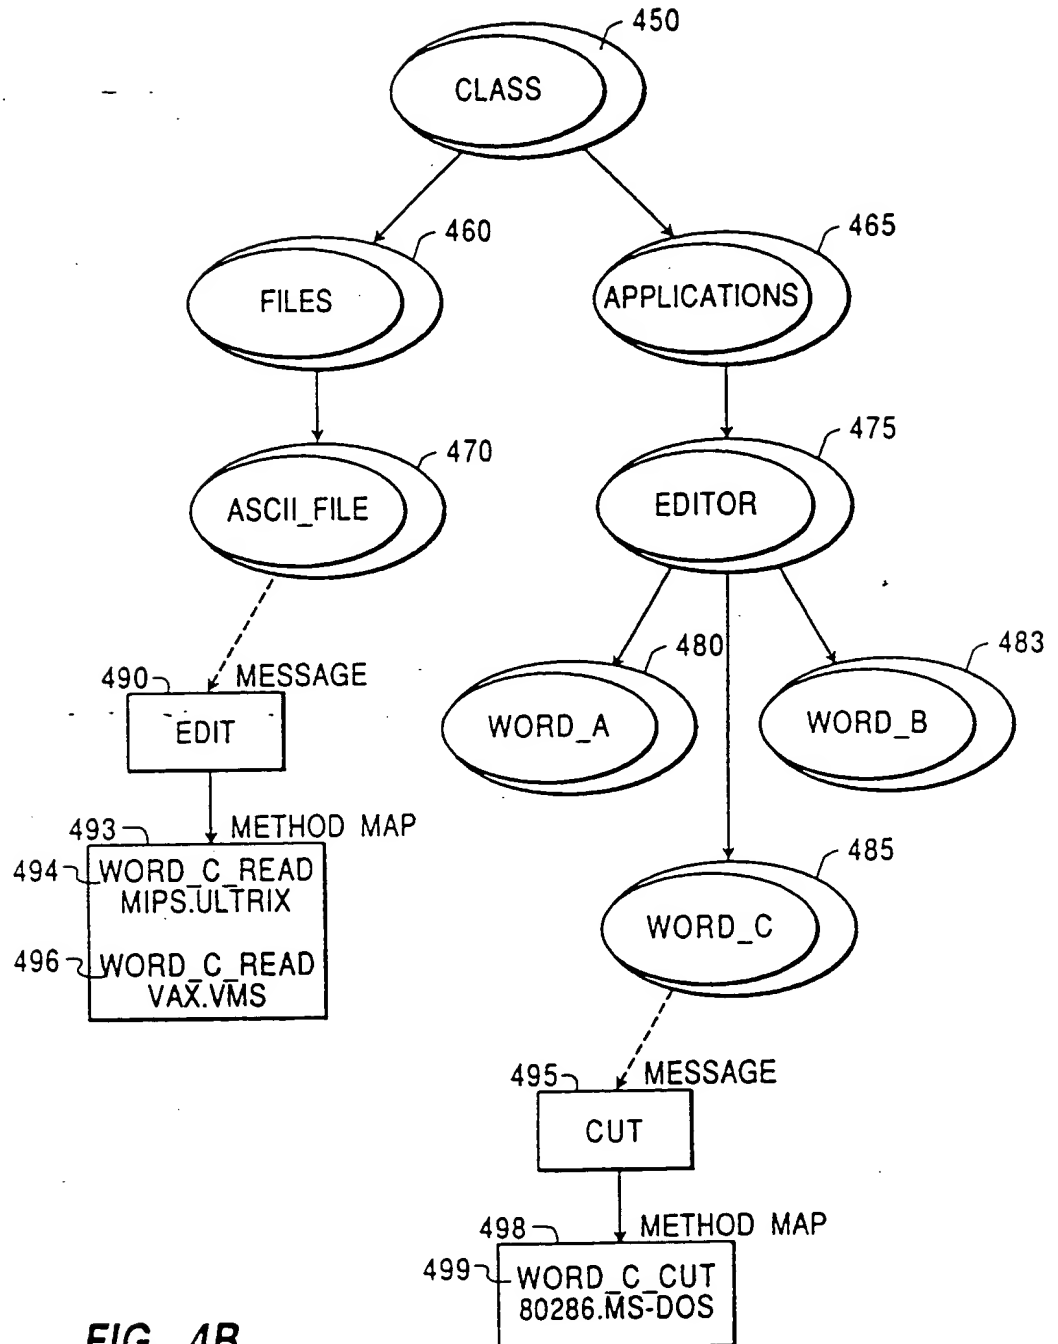 450
CLASS
460
465
FILES
APPLICATIONS
470
475
ASCII_FILE
EDITOR
480
483
490
MESSAGE
EDIT
WORD_A
WORD_B
493
METHOD MAP
494
WORD_C_READ
MIPS.ULTRIX
496
WORD_C_READ
VAX.VMS
485
WORD_C
495
MESSAGE
CUT
498
METHOD MAP
499
WORD_C_CUT
80286.MS-DOS
FIG. 4B